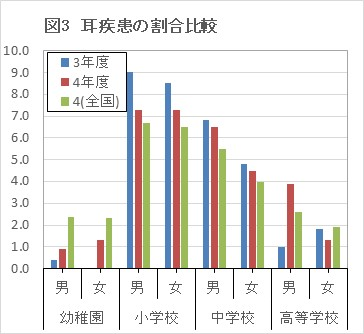 図3 耳疾患の割合比較
10.0
9.0
8.0
7.0
6.0
5.0
4.0
3.0
2.0
1.0
0.0
3年度
4年度
4(全国)
男 女 男 女 男 女 男 女
幼稚園 小学校 中学校 高等学校